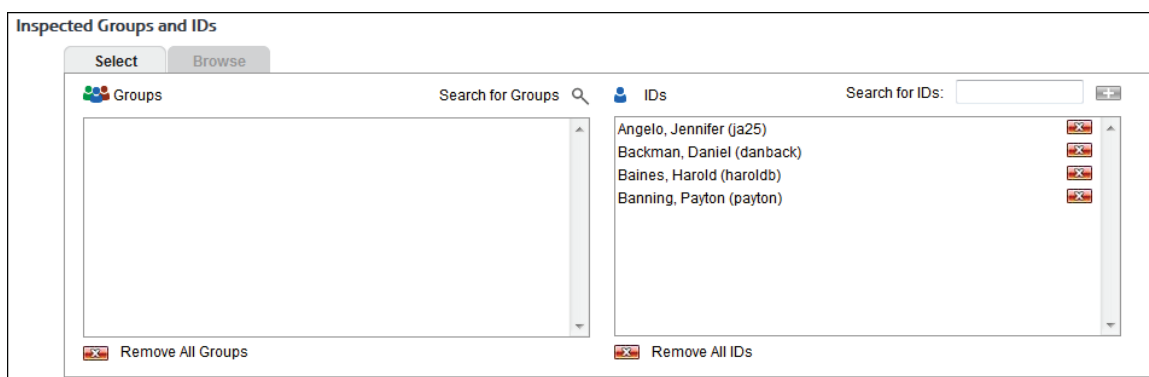 Inspected Groups and IDs
Select Browse
Groups Search for Groups IDs Search for IDs:
Angelo, Jennifer (ja25)
Backman, Daniel (danback)
Baines, Harold (haroldb)
Banning, Payton (payton)
Remove All Groups Remove All IDs